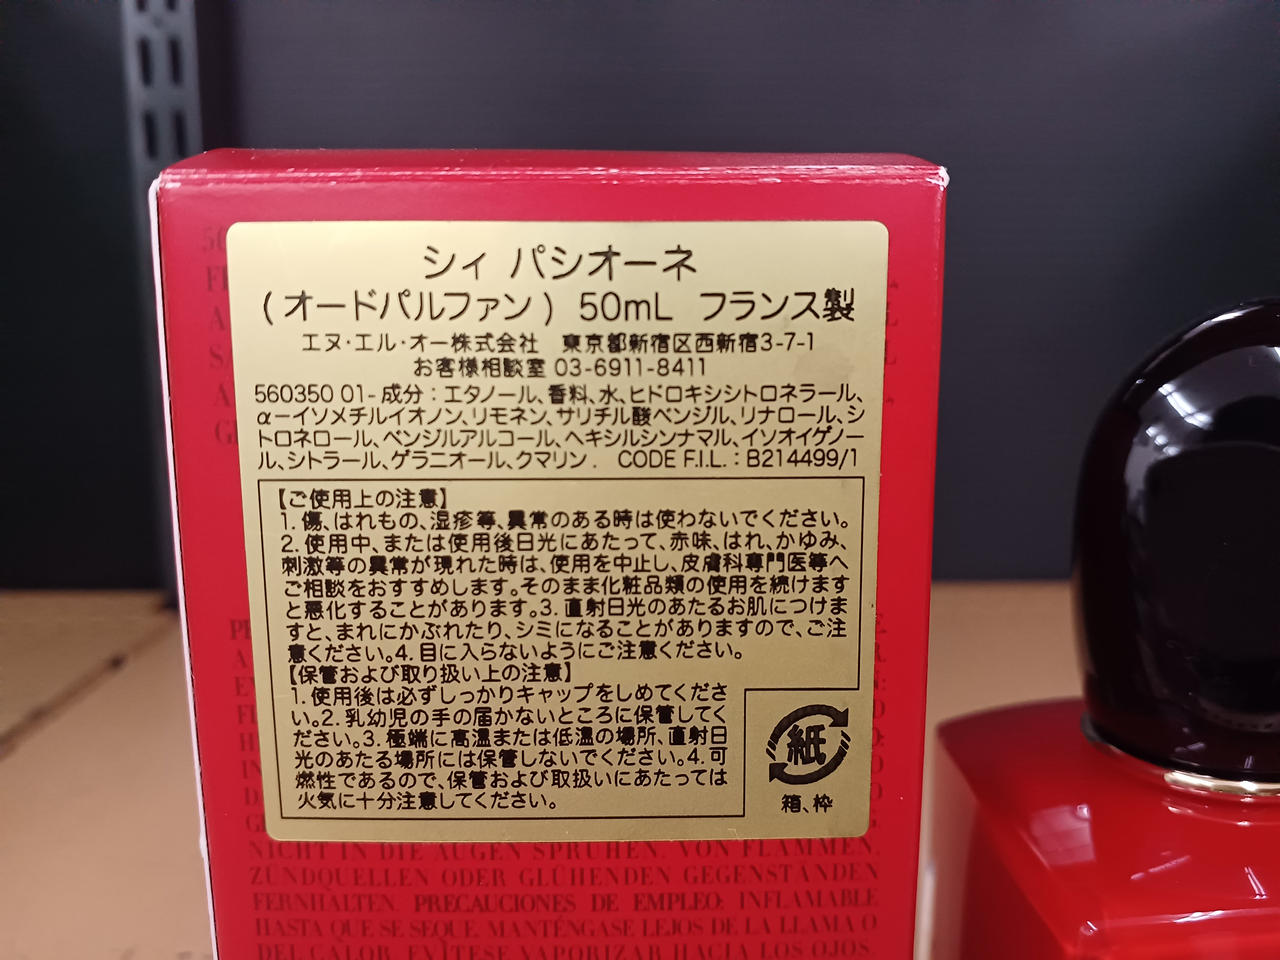 シィ パシオーネ
(オードパルファン) 50mL フランス製
エヌ・エル・オー株式会社 東京都新宿区西新宿3-7-1
お客様相談室 03-6911-8411
560350 01- 成分：エタノール、香料、水、ヒドロキシシトロネラール、
α−イソメチルイオノン、リモネン、サリチル酸ベンジル、リナロール、シ
トロネロール、ベンジルアルコール、ヘキシルシンナマル、イソオイゲノー
ル、シトラール、ゲラニオール、クマリン． CODE F.I.L.：B214499/1
【ご使用上の注意】
1. 傷、はれもの、湿疹等、異常のある時は使わないでください。
2. 使用中、または使用後日光にあたって、赤味、はれ、かゆみ、
刺激等の異常が現れた時は、使用を中止し、皮膚科専門医等へ
ご相談をおすすめします。そのまま化粧品類の使用を続けます
と悪化することがあります。3. 直射日光のあたるお肌につけま
すと、まれにかぶれたり、シミになることがありますので、ご注
意ください。4. 目に入らないようにご注意ください。
【保管および取り扱い上の注意】
1. 使用後は必ずしっかりキャップをしめてくださ
い。2. 乳幼児の手の届かないところに保管してく
ださい。3. 極端に高温または低温の場所、直射日
光のあたる場所には保管しないでください。4. 可
燃性であるので、保管および取扱いにあたっては
火気に十分注意してください。
紙
箱、枠
NICHT IN DIE AUGEN SPRÜHEN. VON FLAMMEN,
ZÜNDQUELLEN ODER GLÜHENDEN GEGENSTÄNDEN
FERNHALTEN. PRECAUCIONES DE EMPLEO: INFLAMABLE
HASTA QUE SE SEQUE. MANTÉNGASE LEJOS DE LA LLAMA O
DEL CALOR. EVÌTESE VAPORIZAR HACIA LOS OJOS.